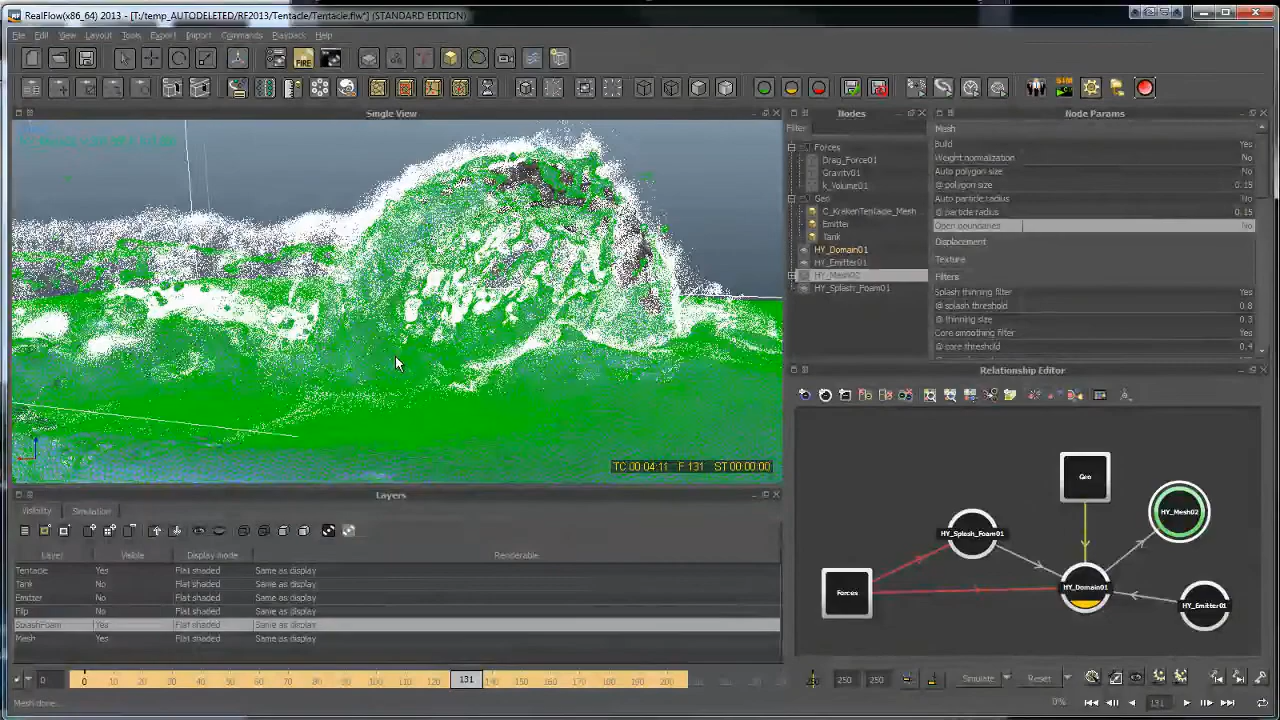 RealFlow(x86_64) 2013 - [T:/temp_AUTODELETED/RF2013/Tentacle/Tentacle.flw*] (STANDARD EDITION)
File Edit View Layout Tools Export Import Commands Playback Help
FIRE
SIM
Single View
TC 00:04:11 F 131 ST 00:00:00
Nodes
Filter
Forces
Drag_Force01
Gravity01
k_Volume01
Geo
C_KrakenTentacle_Mesh
Emitter
Tank
HY_Domain01
HY_Emitter01
HY_Mesh02
HY_Splash_Foam01
Node Params
Mesh
Build Yes
Weight normalization No
Auto polygon size No
@ polygon size 0.15
Auto particle radius No
@ particle radius 0.15
Open boundaries No
Displacement
Texture
Filters
Splash thinning filter Yes
@ splash threshold 0.8
@ thinning size 0.3
Core smoothing filter Yes
@ core threshold 0.4
Relationship Editor
Geo
HY_Mesh02
HY_Splash_Foam01
Forces
HY_Domain01
HY_Emitter01
Layers
Visibility Simulation
Layer Visible Display mode Renderable
Tentacle Yes Flat shaded Same as display
Tank No Flat shaded Same as display
Emitter No Flat shaded Same as display
Flip No Flat shaded Same as display
SplashFoam Yes Flat shaded Same as display
Mesh Yes Flat shaded Same as display
0 0 10 20 30 40 50 60 70 80 90 100 110 120 131 140 150 160 170 180 190 200
250 250 Simulate Reset
Mesh done.
0% 131